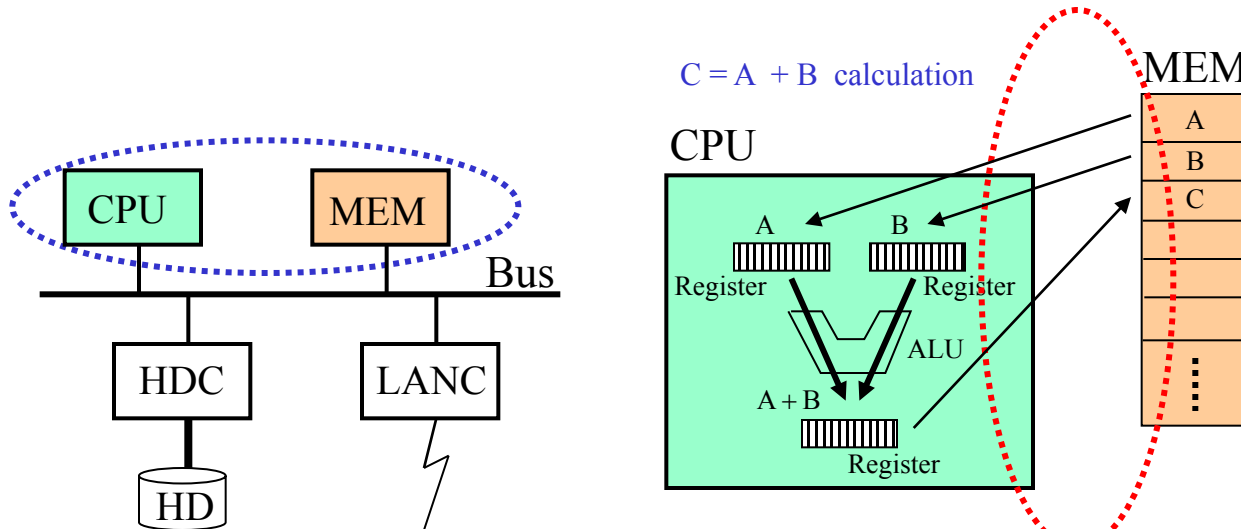 CPU
MEM
Bus
HDC
LANC
HD
C = A + B calculation
MEM
CPU
A
B
C
A
B
Register
Register
ALU
A + B
Register